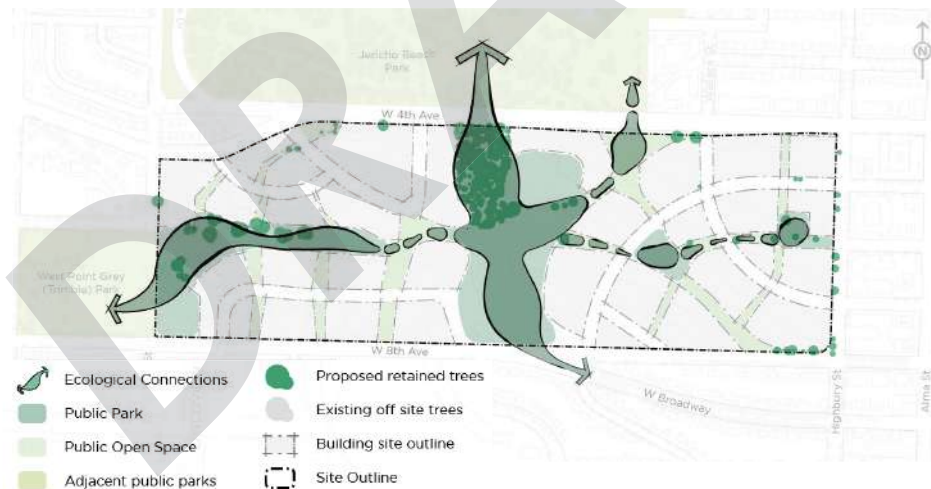 Jericho Beach
Park
N
W 4th Ave
West Point Grey
(Trimble) Park
W 8th Ave
W Broadway
Highbury St
Alma St
DRA
Ecological Connections
Public Park
Public Open Space
Adjacent public parks
Proposed retained trees
Existing off site trees
Building site outline
Site Outline